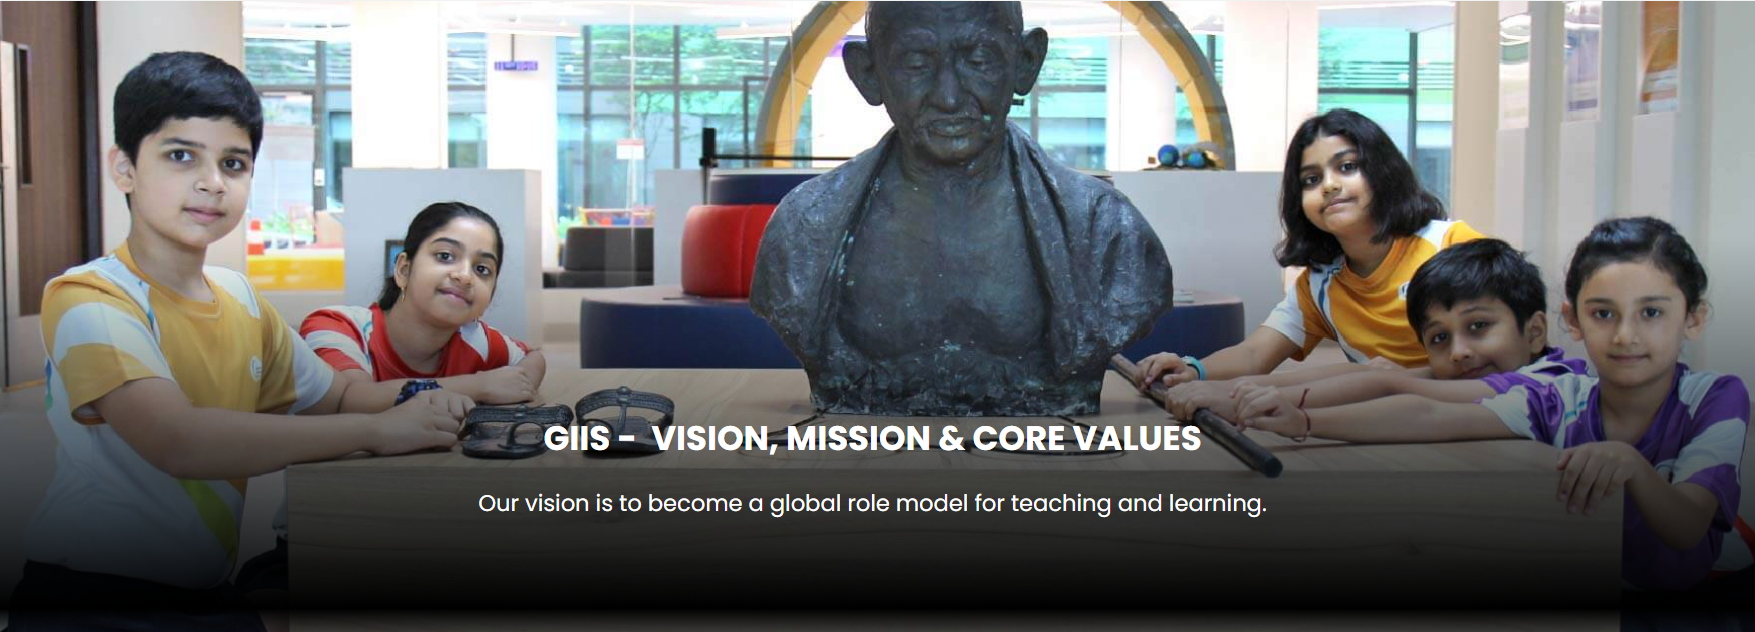 GIIS - VISION, MISSION & CORE VALUES
Our vision is to become a global role model for teaching and learning.